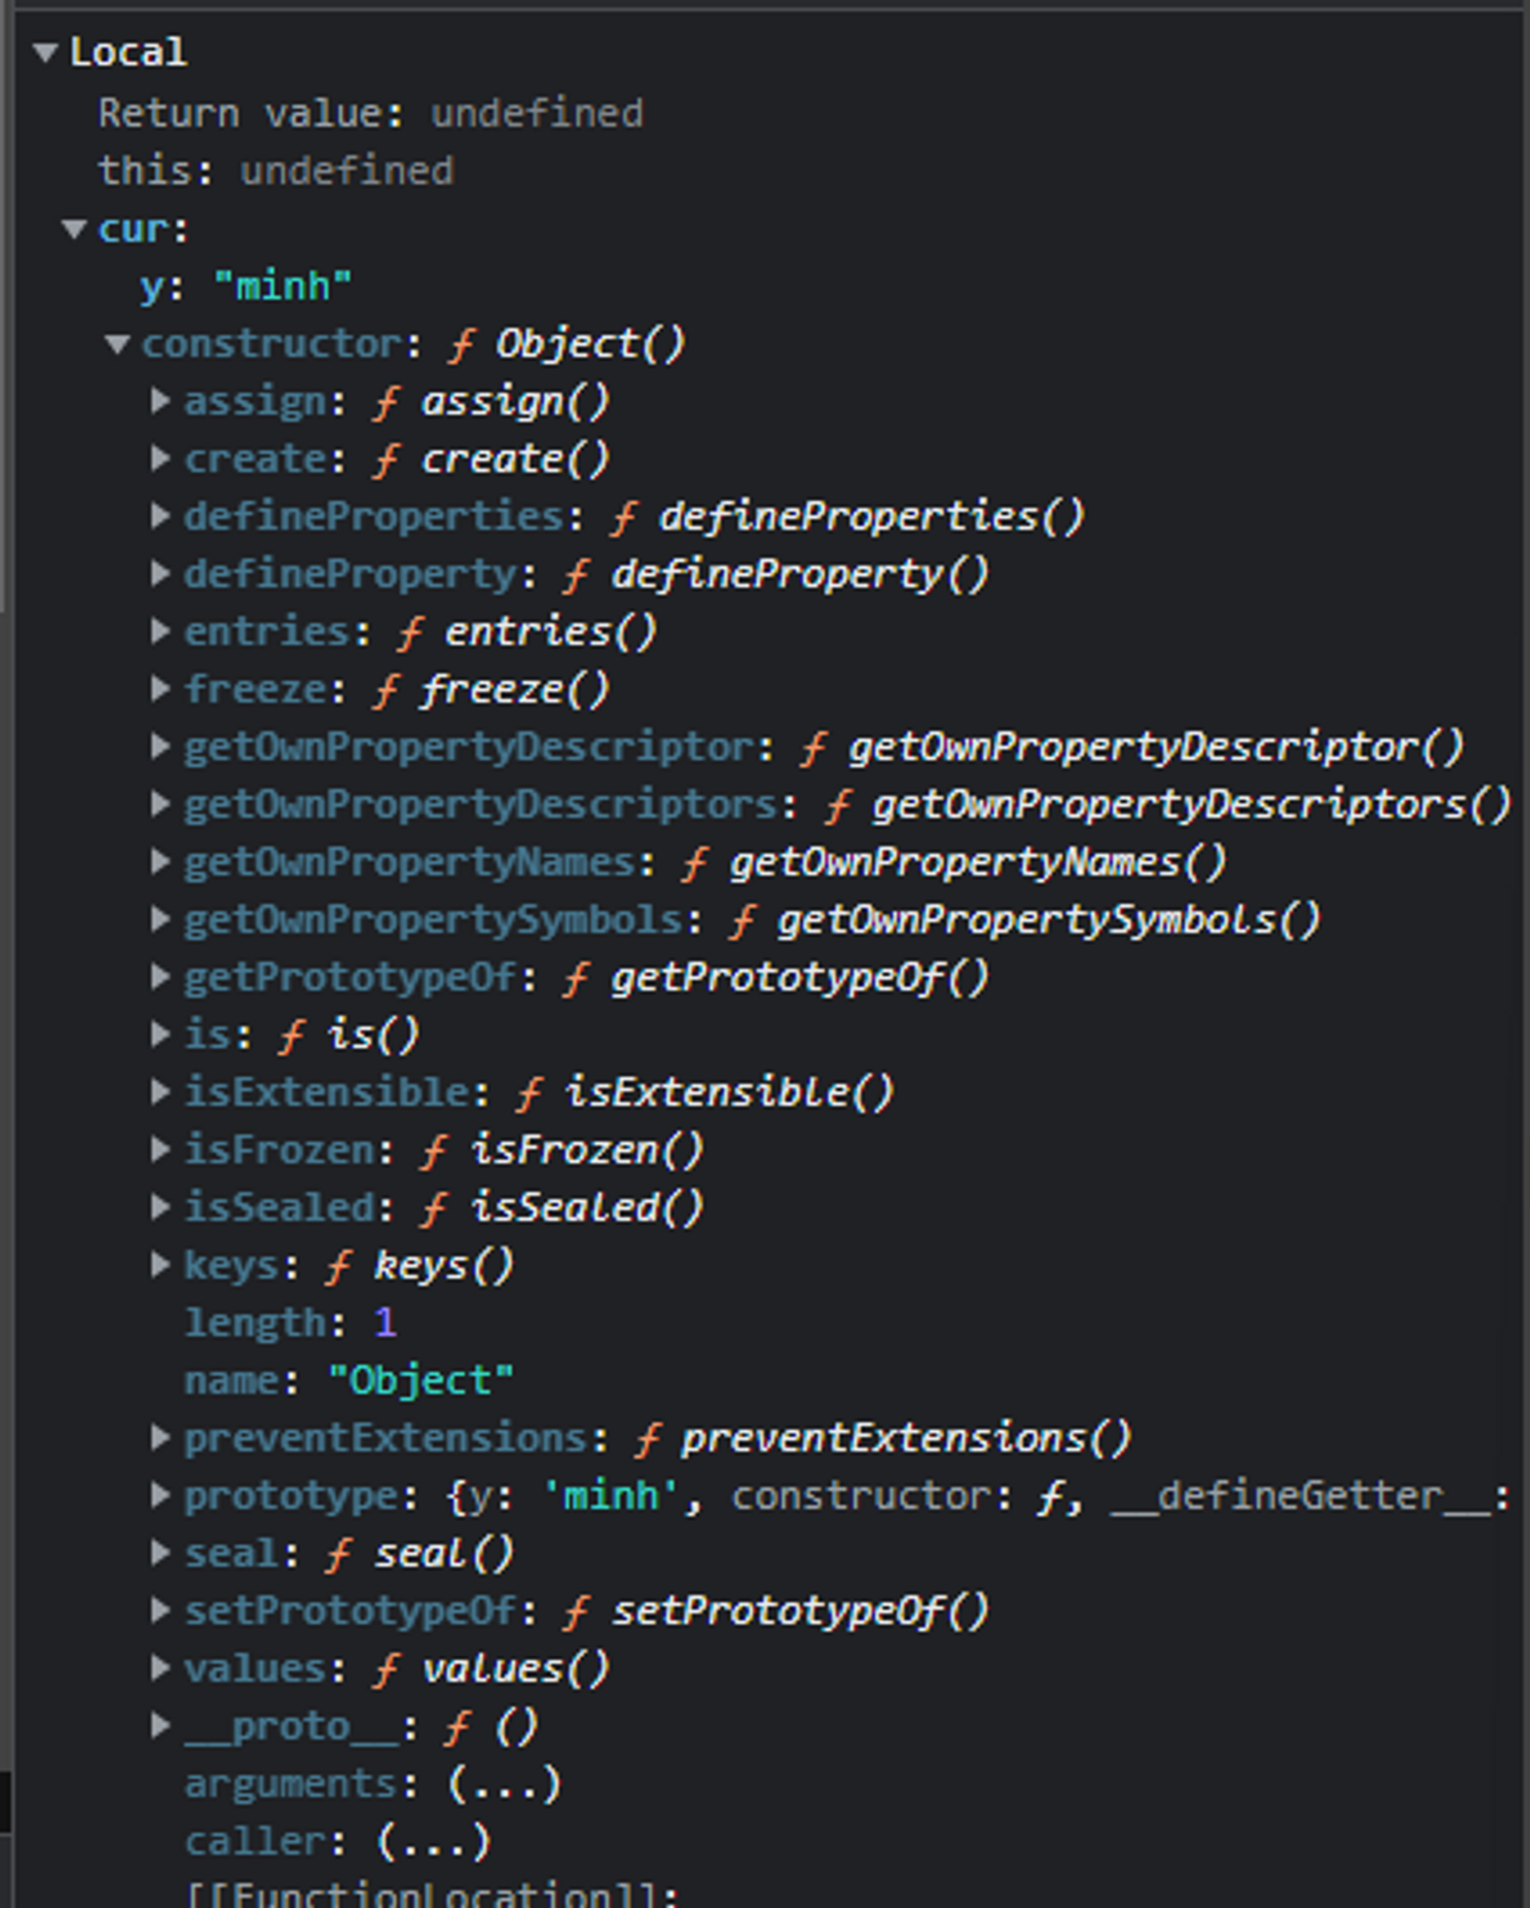 Local
Return value: undefined
this: undefined
cur:
y: "minh"
constructor: ƒ Object()
assign: ƒ assign()
create: ƒ create()
defineProperties: ƒ defineProperties()
defineProperty: ƒ defineProperty()
entries: ƒ entries()
freeze: ƒ freeze()
getOwnPropertyDescriptor: ƒ getOwnPropertyDescriptor()
getOwnPropertyDescriptors: ƒ getOwnPropertyDescriptors()
getOwnPropertyNames: ƒ getOwnPropertyNames()
getOwnPropertySymbols: ƒ getOwnPropertySymbols()
getPrototypeOf: ƒ getPrototypeOf()
is: ƒ is()
isExtensible: ƒ isExtensible()
isFrozen: ƒ isFrozen()
isSealed: ƒ isSealed()
keys: ƒ keys()
length: 1
name: "Object"
preventExtensions: ƒ preventExtensions()
prototype: {y: 'minh', constructor: ƒ, __defineGetter__:
seal: ƒ seal()
setPrototypeOf: ƒ setPrototypeOf()
values: ƒ values()
__proto__: ƒ ()
arguments: (...)
caller: (...)
[[FunctionLocation]]: